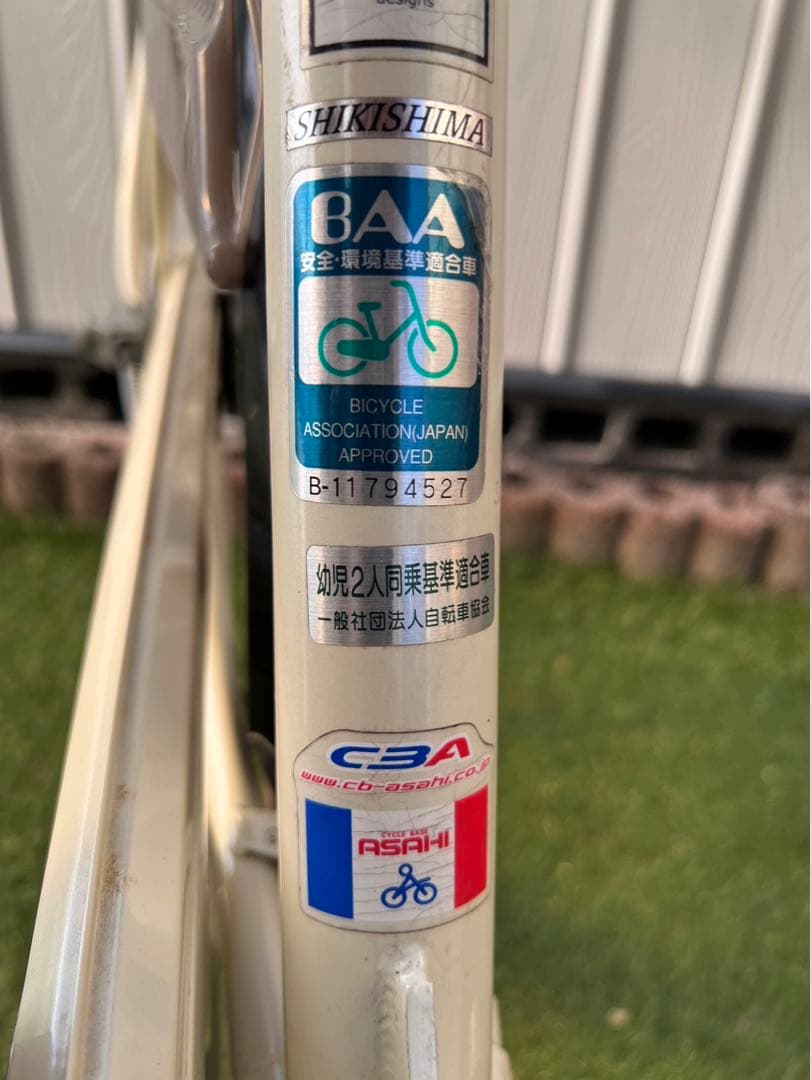 designs
SHIKISHIMA
BAA
安全・環境基準適合車
BICYCLE
ASSOCIATION(JAPAN)
APPROVED
B-11794527
幼児2人同乗基準適合車
一般社団法人自転車協会
CBA
www.cb-asahi.co.jp
CYCLE BASE
ASAHI